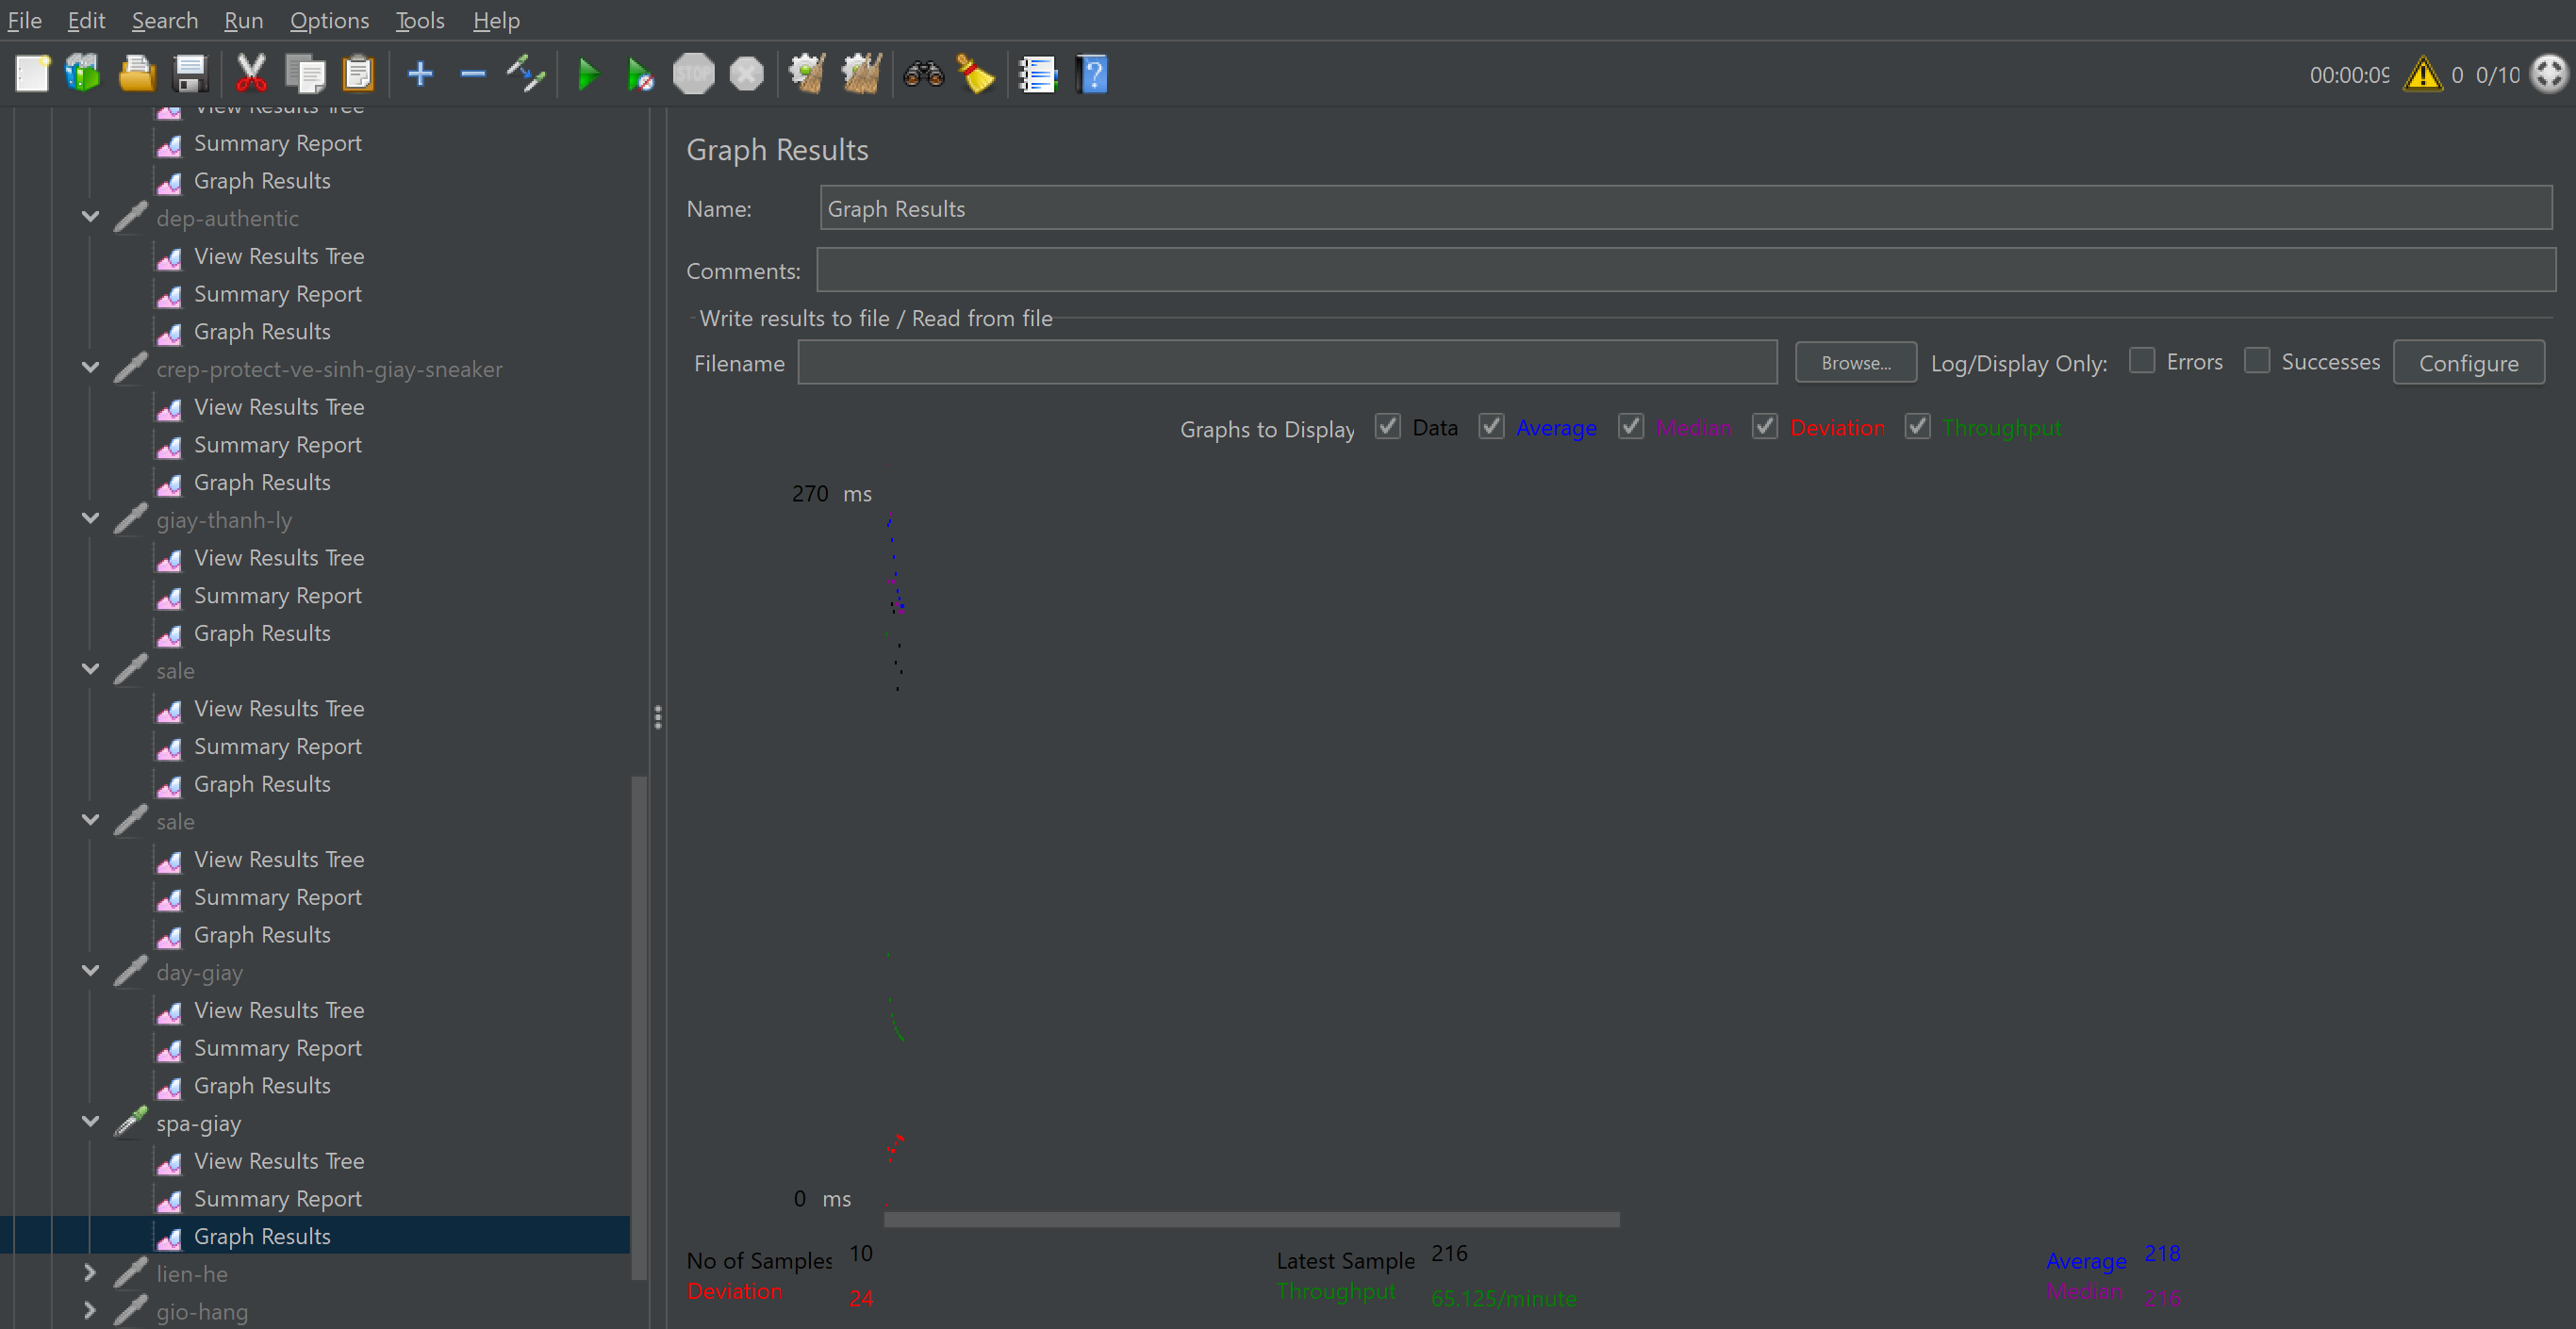 File Edit Search Run Options Tools Help
STOP
00:00:09 0 0/10
View Results Tree
Summary Report
Graph Results
dep-authentic
View Results Tree
Summary Report
Graph Results
crep-protect-ve-sinh-giay-sneaker
View Results Tree
Summary Report
Graph Results
giay-thanh-ly
View Results Tree
Summary Report
Graph Results
sale
View Results Tree
Summary Report
Graph Results
sale
View Results Tree
Summary Report
Graph Results
day-giay
View Results Tree
Summary Report
Graph Results
spa-giay
View Results Tree
Summary Report
Graph Results
lien-he
gio-hang
Graph Results
Name: Graph Results
Comments:
Write results to file / Read from file
Filename Browse... Log/Display Only: Errors Successes Configure
Graphs to Display Data Average Median Deviation Throughput
270 ms
0 ms
No of Samples 10 Latest Sample 216 Average 218
Deviation 24 Throughput 65.125/minute Median 216